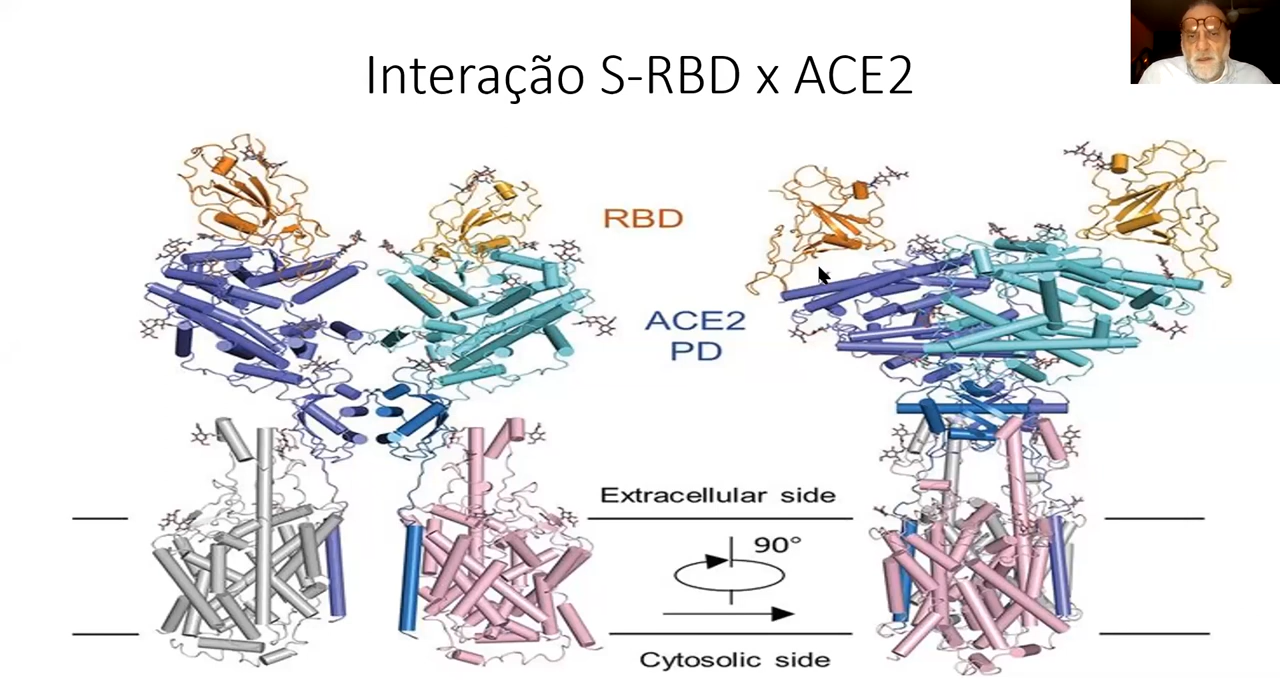 Interação S-RBD x ACE2
RBD
ACE2
PD
Extracellular side
90°
Cytosolic side